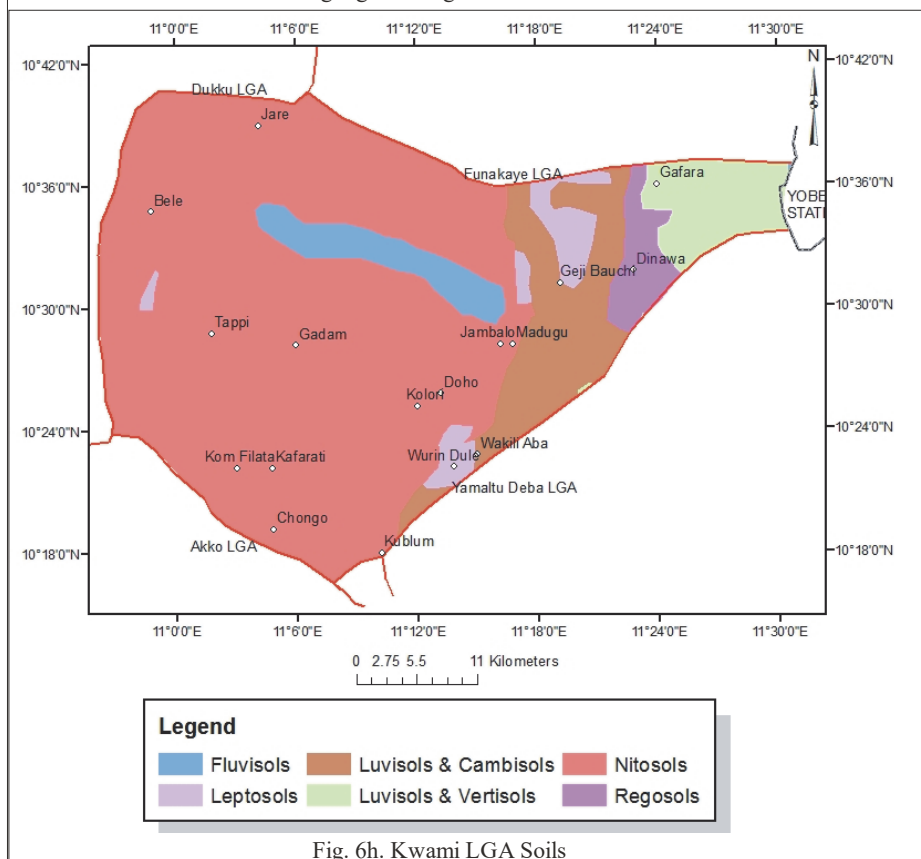 11°0'0"E 11°6'0"E 11°12'0"E 11°18'0"E 11°24'0"E 11°30'0"E
10°42'0"N 10°42'0"N
N
Dukku LGA
Jare
Funakaye LGA
Gafara
10°36'0"N 10°36'0"N
Bele
YOBE
STATE
Dinawa
Geji Bauchi
10°30'0"N 10°30'0"N
Tappi
Gadam
Jambalo Madugu
Doho
Kolori
10°24'0"N 10°24'0"N
Wakili Aba
Wurin Dule
Kom Filata Kafarati
Yamaltu Deba LGA
Chongo
Akko LGA
Kublum
10°18'0"N 10°18'0"N
11°0'0"E 11°6'0"E 11°12'0"E 11°18'0"E 11°24'0"E 11°30'0"E
0 2.75 5.5 11 Kilometers
Legend
Fluvisols Luvisols & Cambisols Nitosols
Leptosols Luvisols & Vertisols Regosols
Fig. 6h. Kwami LGA Soils